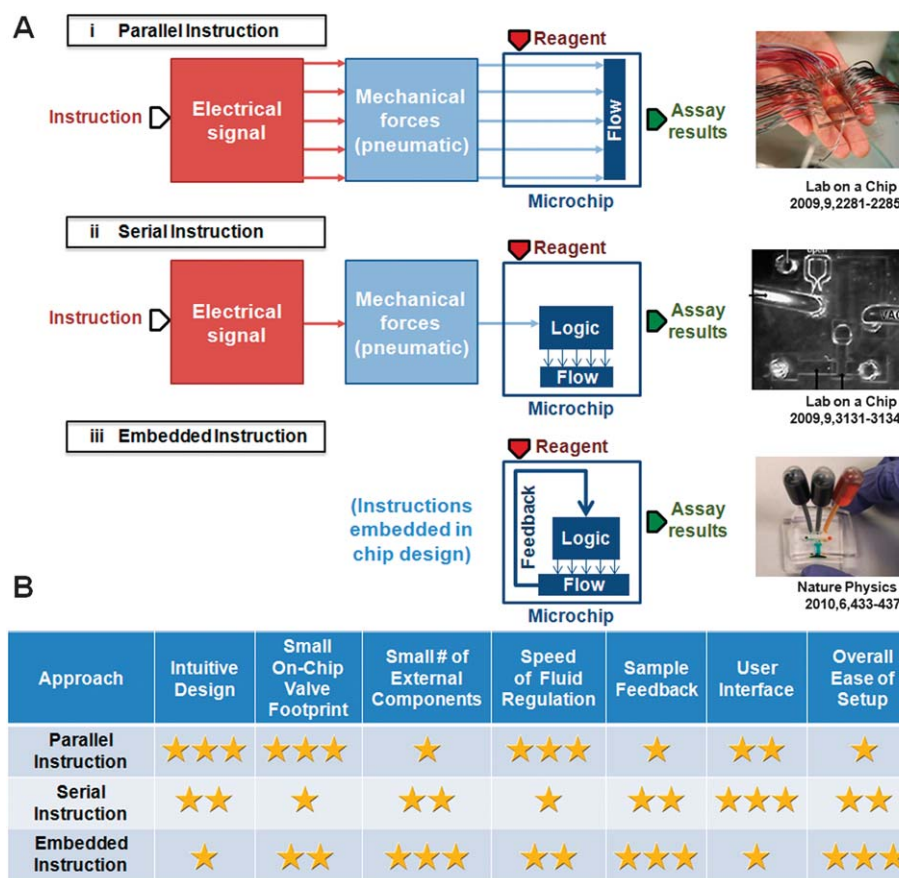 A
i Parallel Instruction
Reagent
Instruction
Electrical
signal
Mechanical
forces
(pneumatic)
Flow
Assay
results
Microchip
Lab on a Chip
2009,9,2281-2285
ii Serial Instruction
Reagent
Instruction
Electrical
signal
Mechanical
forces
(pneumatic)
Logic
Flow
Assay
results
Microchip
Lab on a Chip
2009,9,3131-3134
iii Embedded Instruction
Reagent
(Instructions
embedded in
chip design)
Feedback
Logic
Flow
Assay
results
Microchip
Nature Physics
2010,6,433-437
B
Approach
Intuitive
Design
Small
On-Chip
Valve
Footprint
Small # of
External
Components
Speed
of Fluid
Regulation
Sample
Feedback
User
Interface
Overall
Ease of
Setup
Parallel
Instruction
Serial
Instruction
Embedded
Instruction